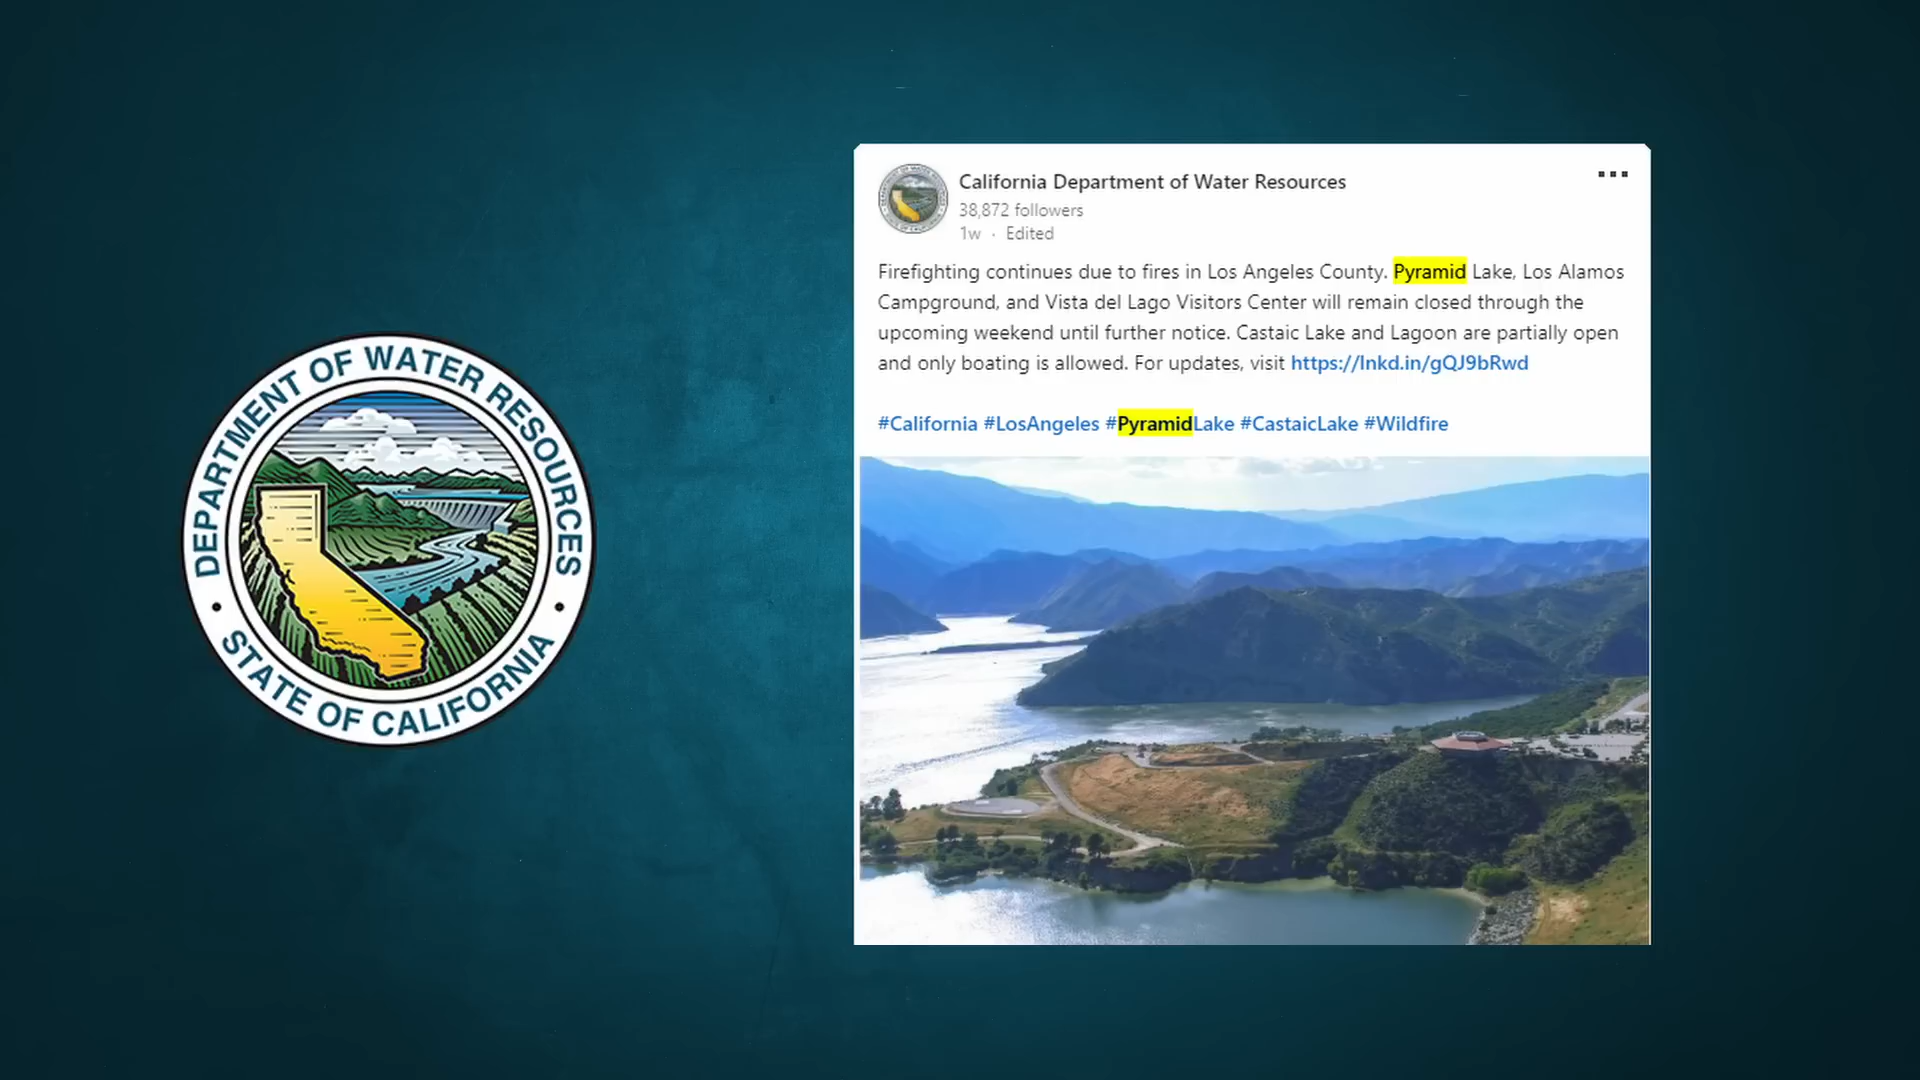 DEPARTMENT OF WATER RESOURCES
STATE OF CALIFORNIA
California Department of Water Resources
38,872 followers
1w · Edited
Firefighting continues due to fires in Los Angeles County. Pyramid Lake, Los Alamos
Campground, and Vista del Lago Visitors Center will remain closed through the
upcoming weekend until further notice. Castaic Lake and Lagoon are partially open
and only boating is allowed. For updates, visit https://lnkd.in/gQJ9bRwd
#California #LosAngeles #PyramidLake #CastaicLake #Wildfire